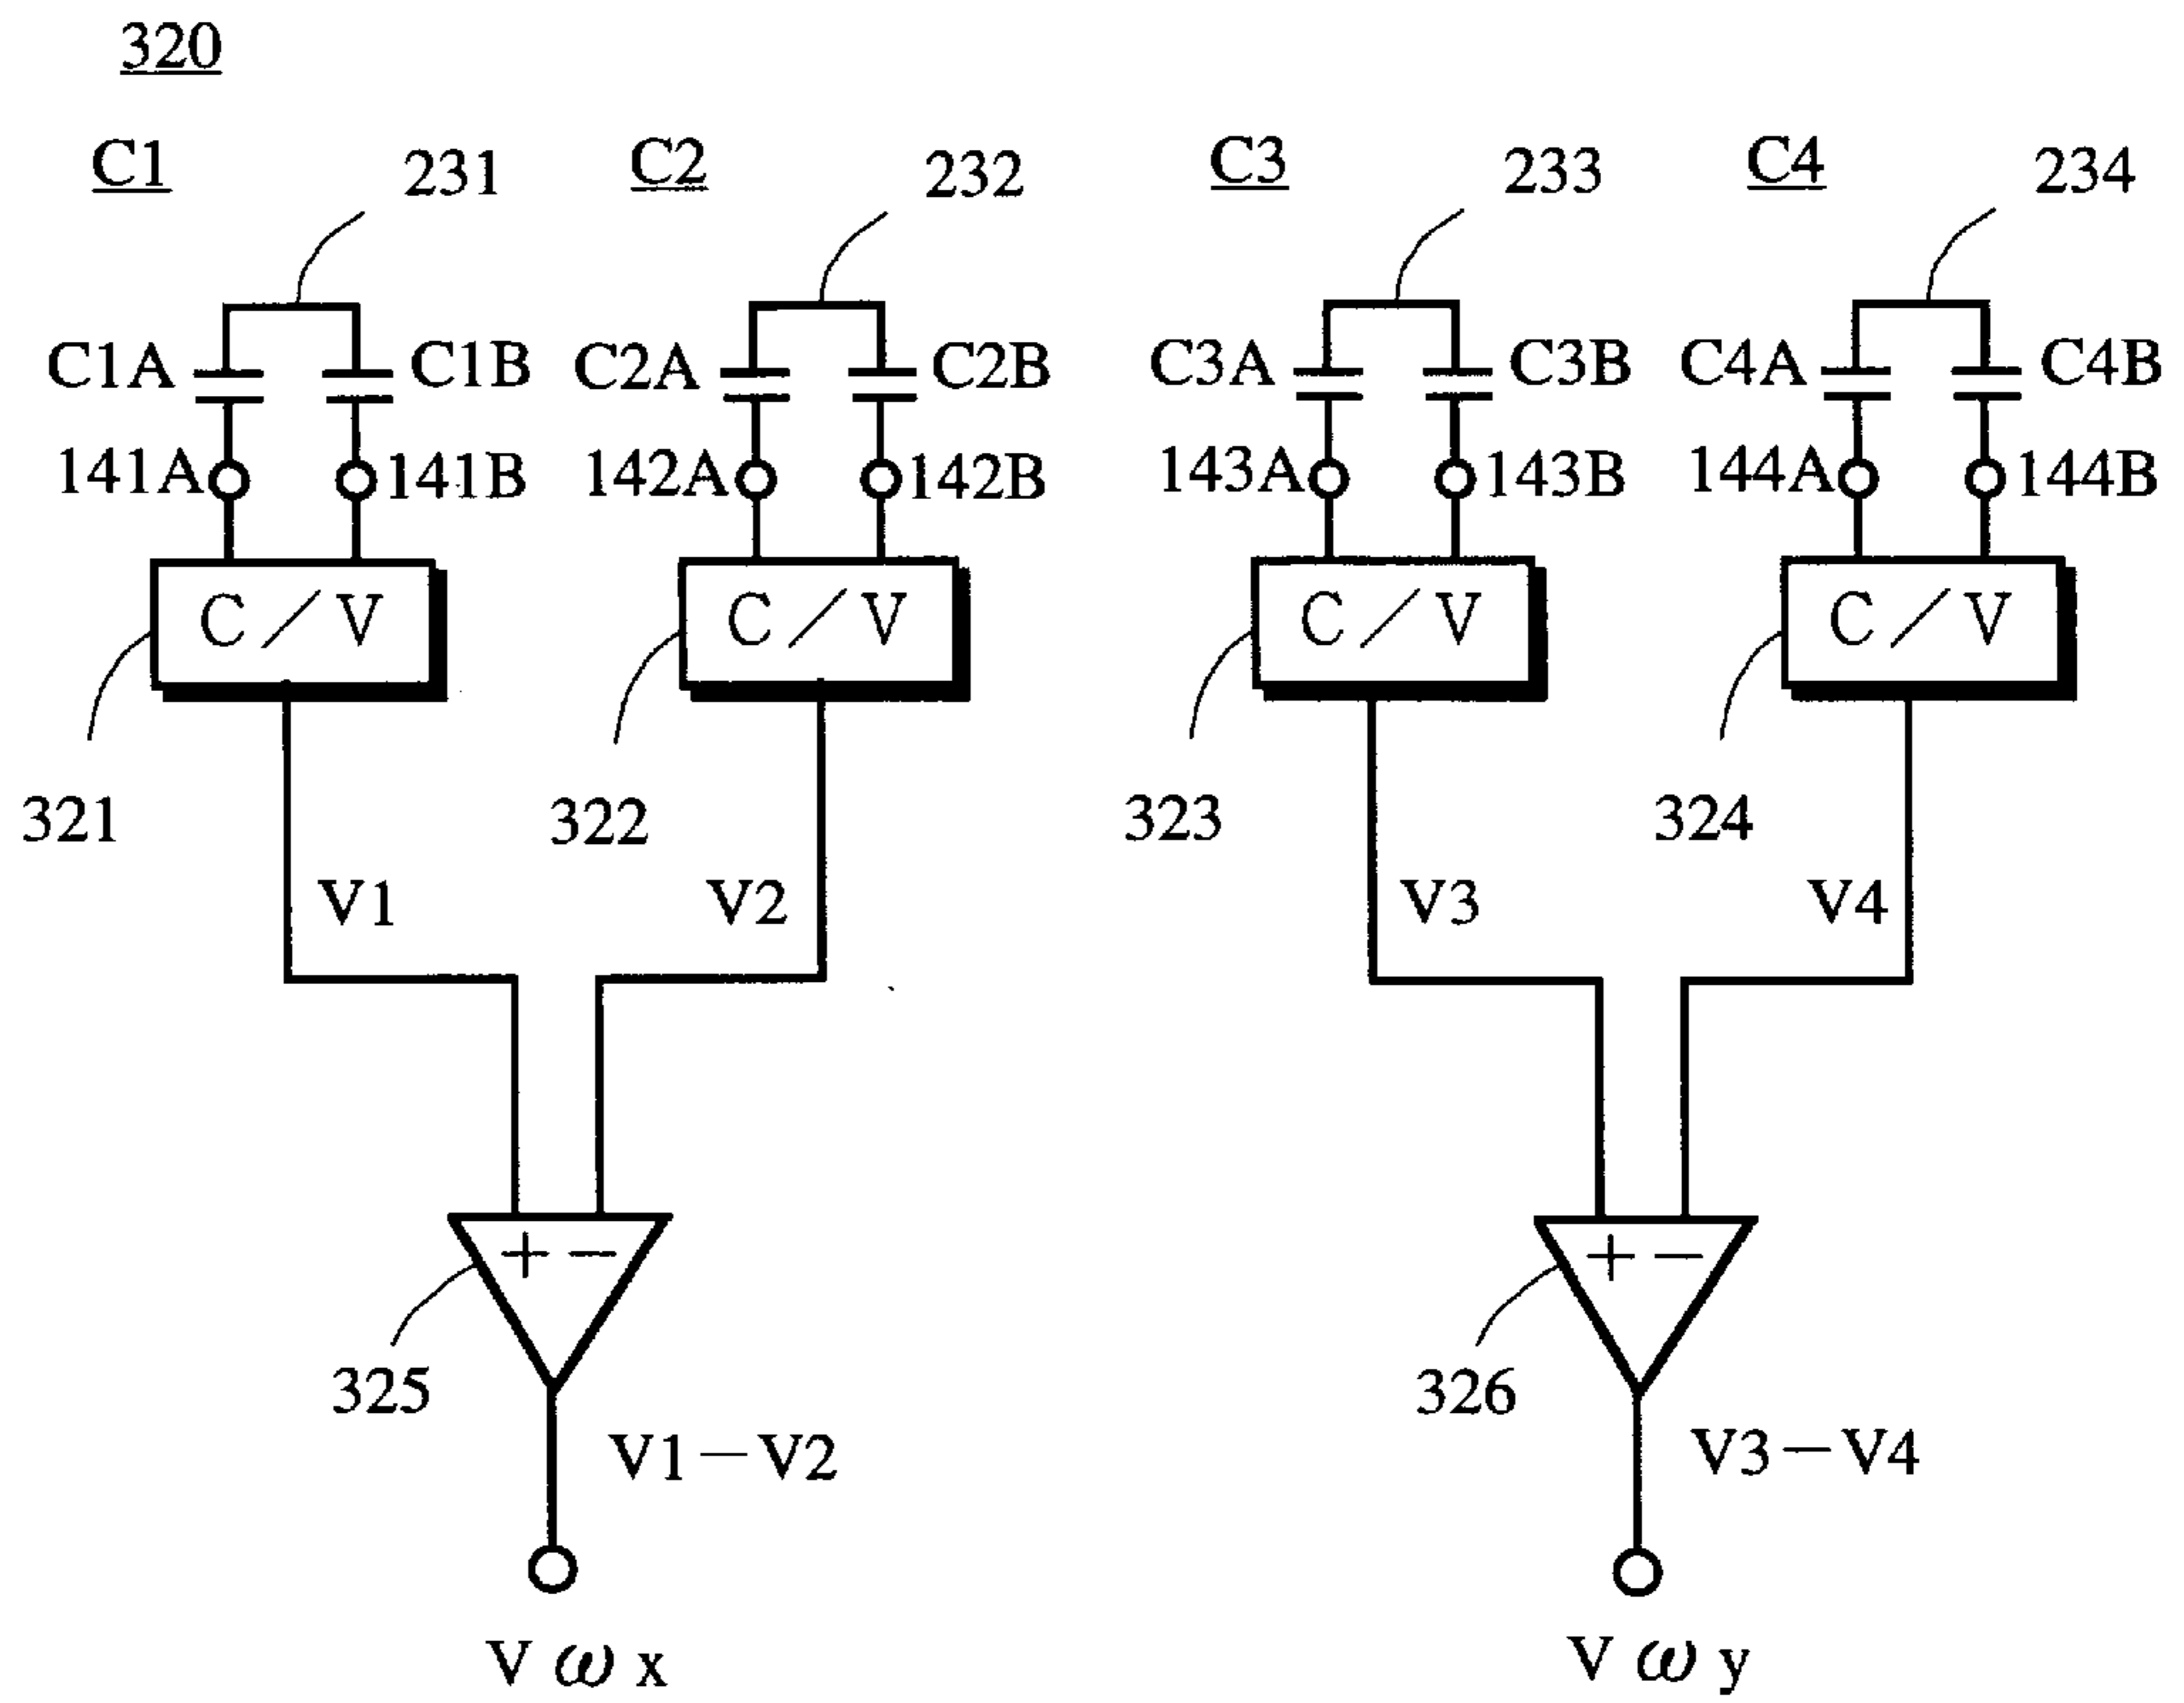 320
C1 231 C2 232 C3 233 C4 234
C1A C1B C2A C2B C3A C3B C4A C4B
141A 141B 142A 142B 143A 143B 144A 144B
C／V C／V C／V C／V
321 322 323 324
V1 V2 V3 V4
+ − + −
325 326
V1－V2 V3－V4
Vωx Vωy